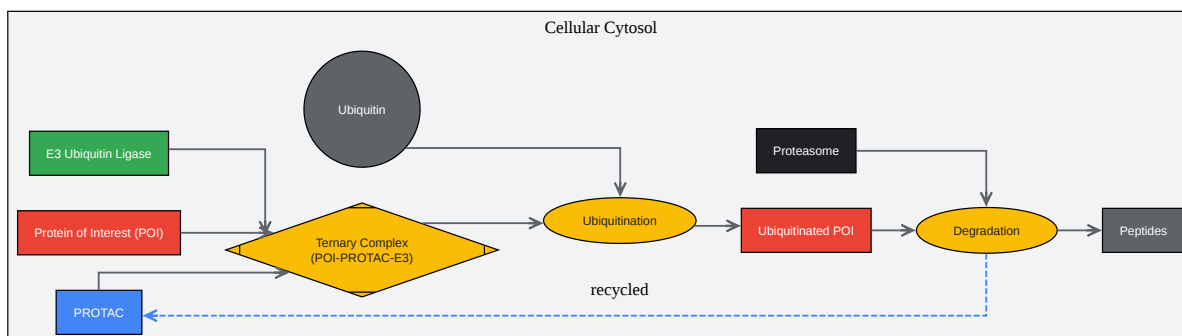 Cellular Cytosol
Ubiquitin
E3 Ubiquitin Ligase
Proteasome
Protein of Interest (POI)
Ternary Complex
(POI-PROTAC-E3)
Ubiquitination
Ubiquitinated POI
Degradation
Peptides
recycled
PROTAC